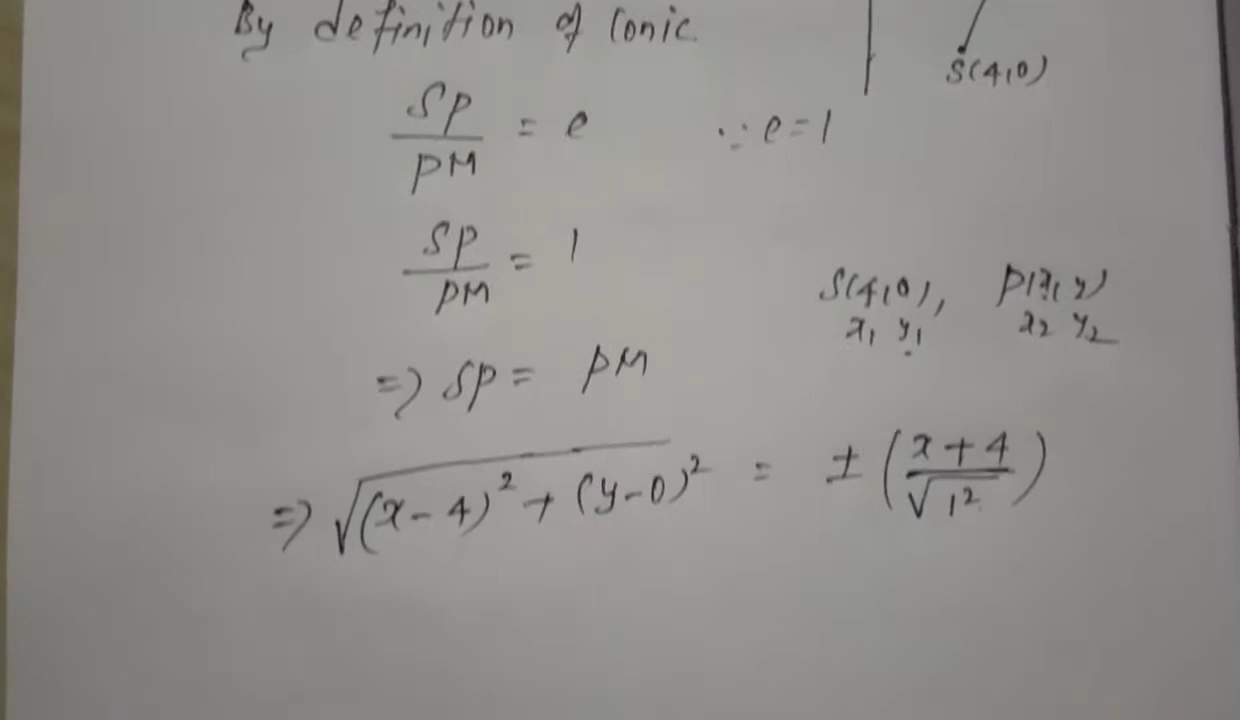 By definition of Conic.
S(4,0)
SP/PM = e ∵ e=1
SP/PM = 1
S(4,0), P(x,y)
x₁ y₁ x₂ y₂
=> SP = PM
=> √((x-4)² + (y-0)²) = ± ((x+4)/√1²)